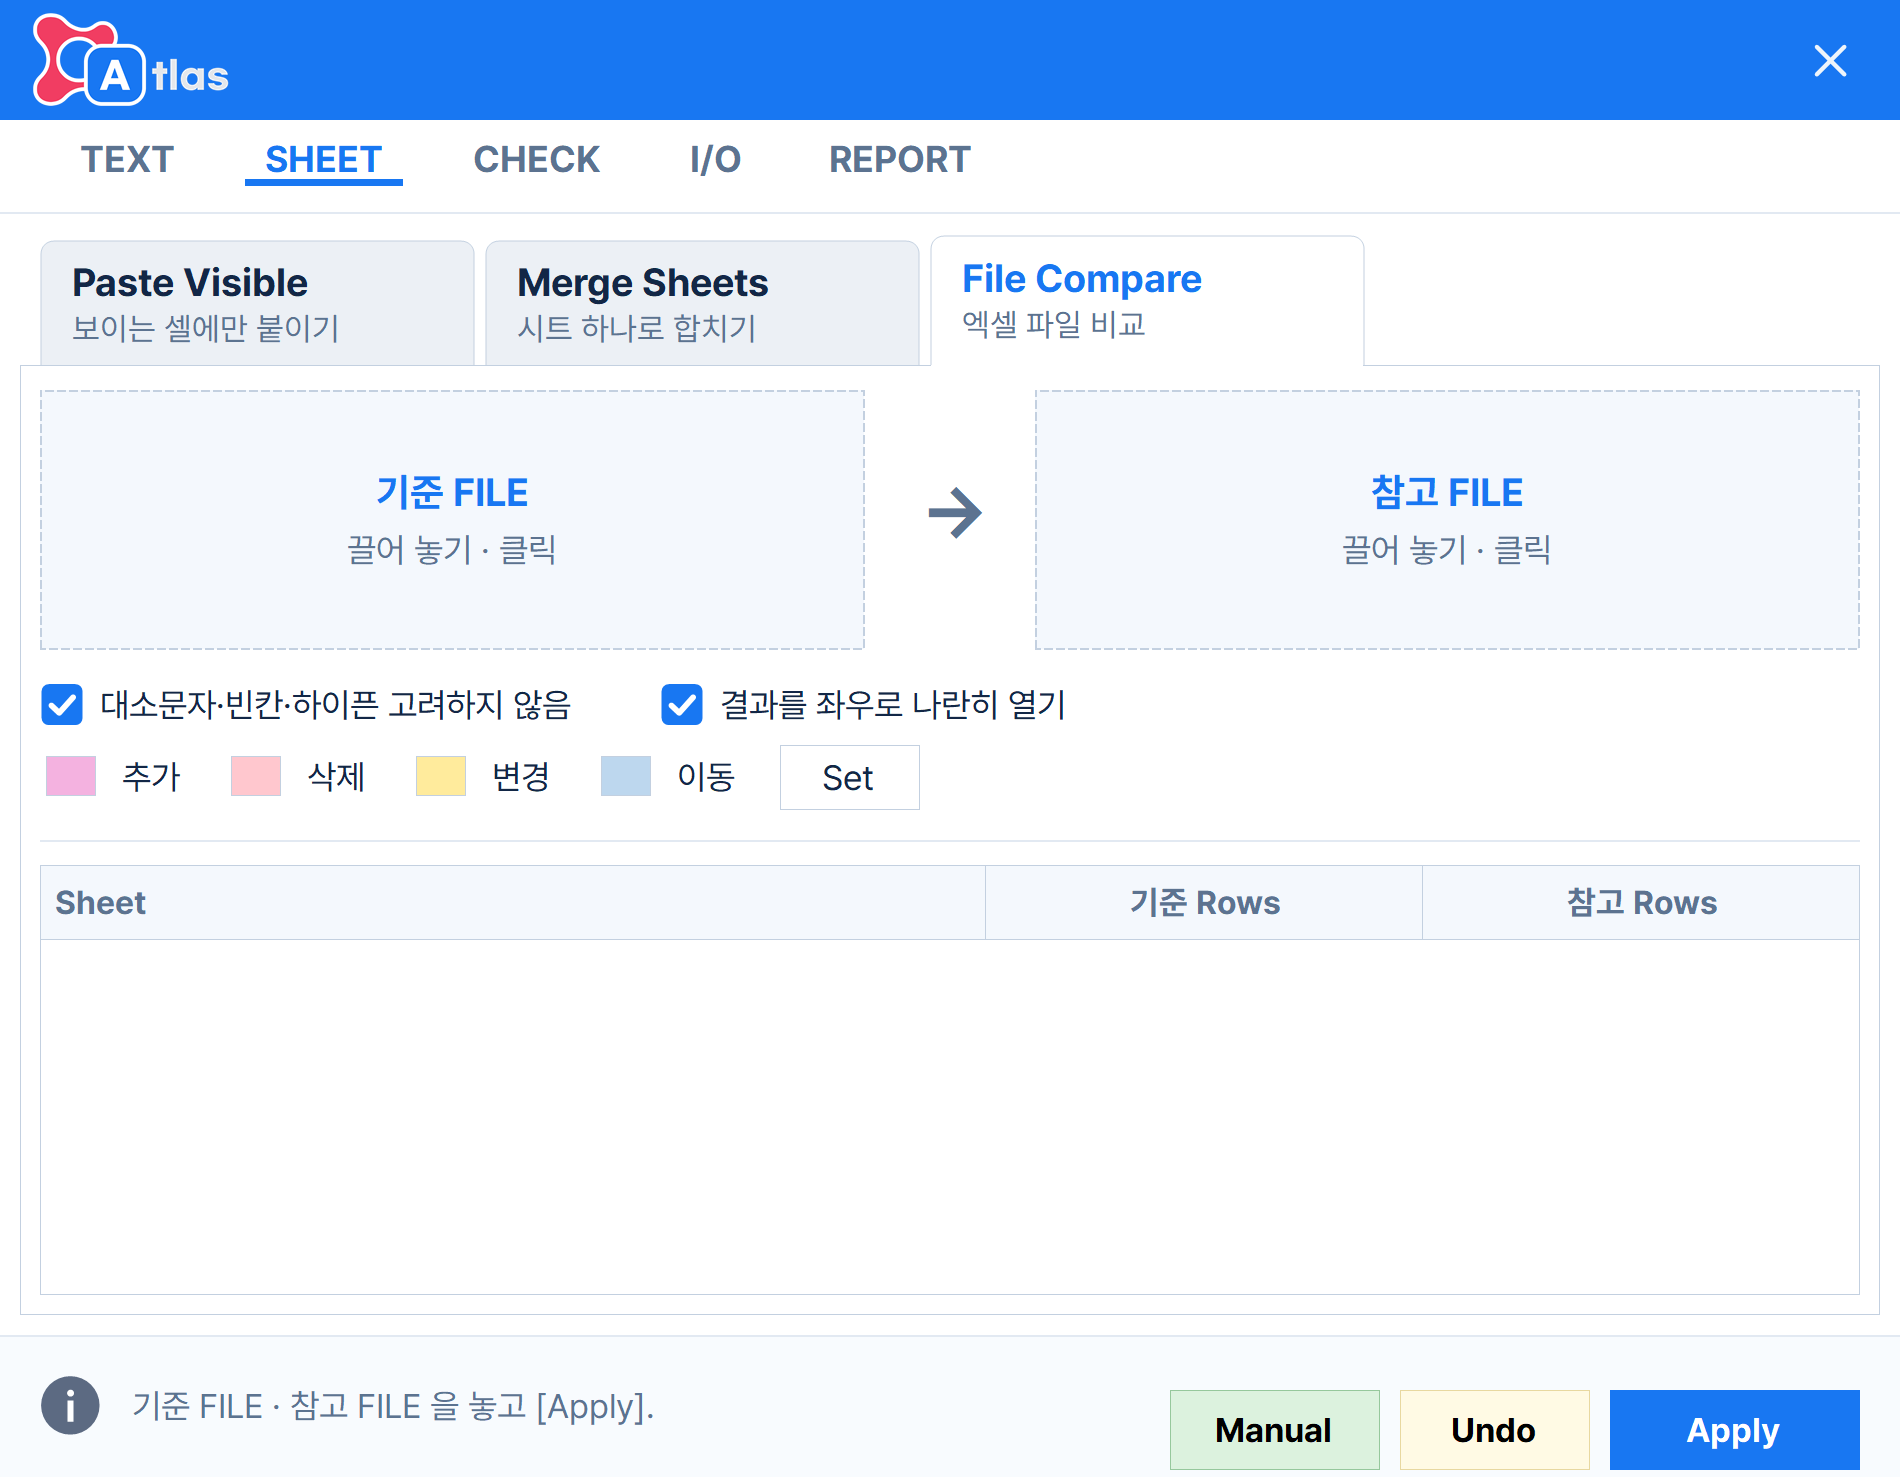 Atlas
TEXT SHEET CHECK I/O REPORT
Paste Visible
보이는 셀에만 붙이기
Merge Sheets
시트 하나로 합치기
File Compare
엑셀 파일 비교
기준 FILE
끌어 놓기 · 클릭
참고 FILE
끌어 놓기 · 클릭
대소문자·빈칸·하이픈 고려하지 않음
결과를 좌우로 나란히 열기
추가 삭제 변경 이동 Set
Sheet 기준 Rows 참고 Rows
기준 FILE · 참고 FILE 을 놓고 [Apply].
Manual Undo Apply